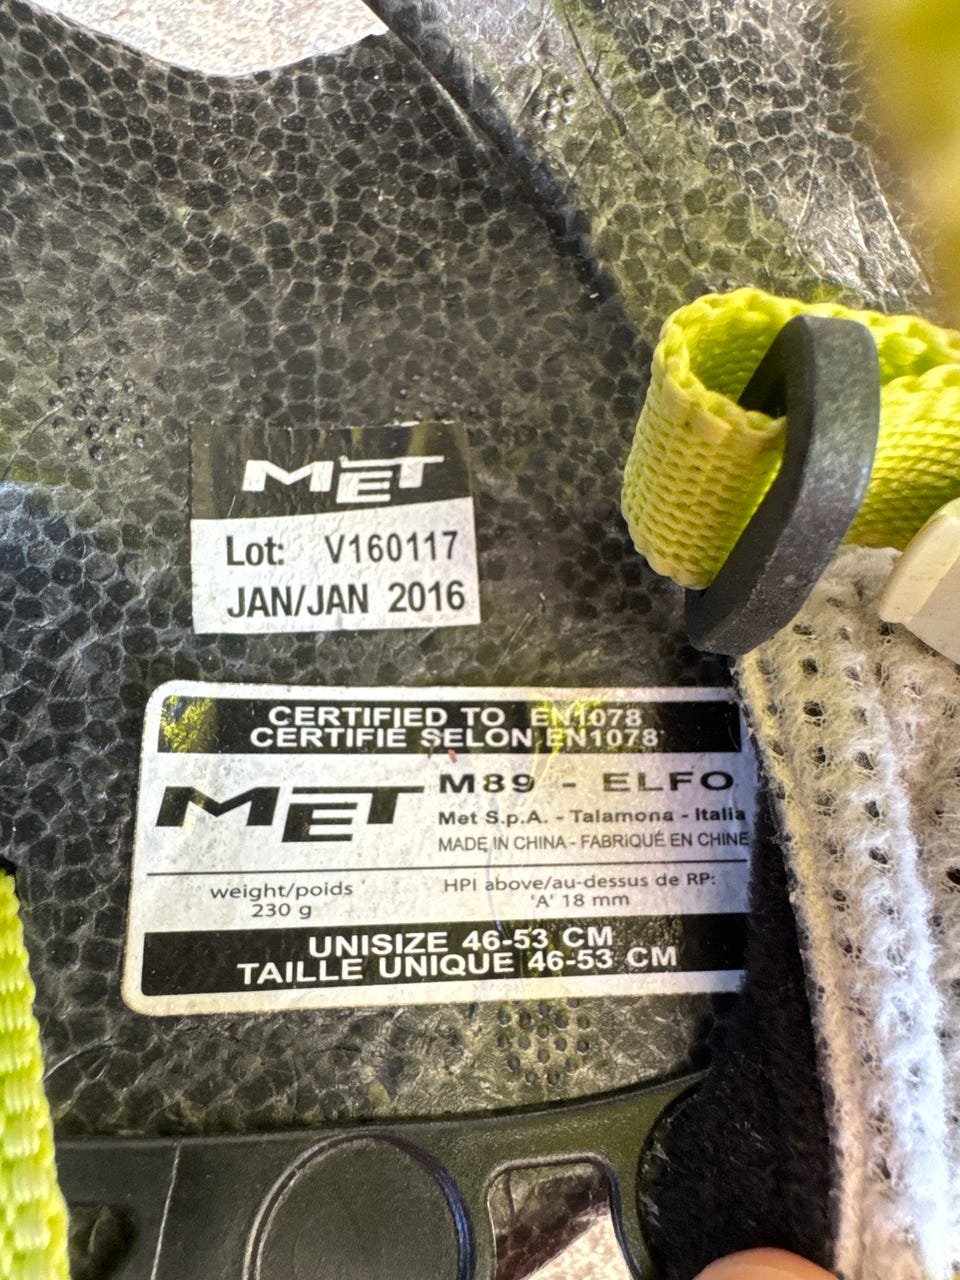 MET
Lot: V160117
JAN/JAN 2016
CERTIFIED TO EN1078
CERTIFIE SELON EN1078
MET
M89 - ELFO
Met S.p.A. - Talamona - Italia
MADE IN CHINA - FABRIQUÉ EN CHINE
weight/poids
230 g
HPI above/au-dessus de RP:
'A' 18 mm
UNISIZE 46-53 CM
TAILLE UNIQUE 46-53 CM